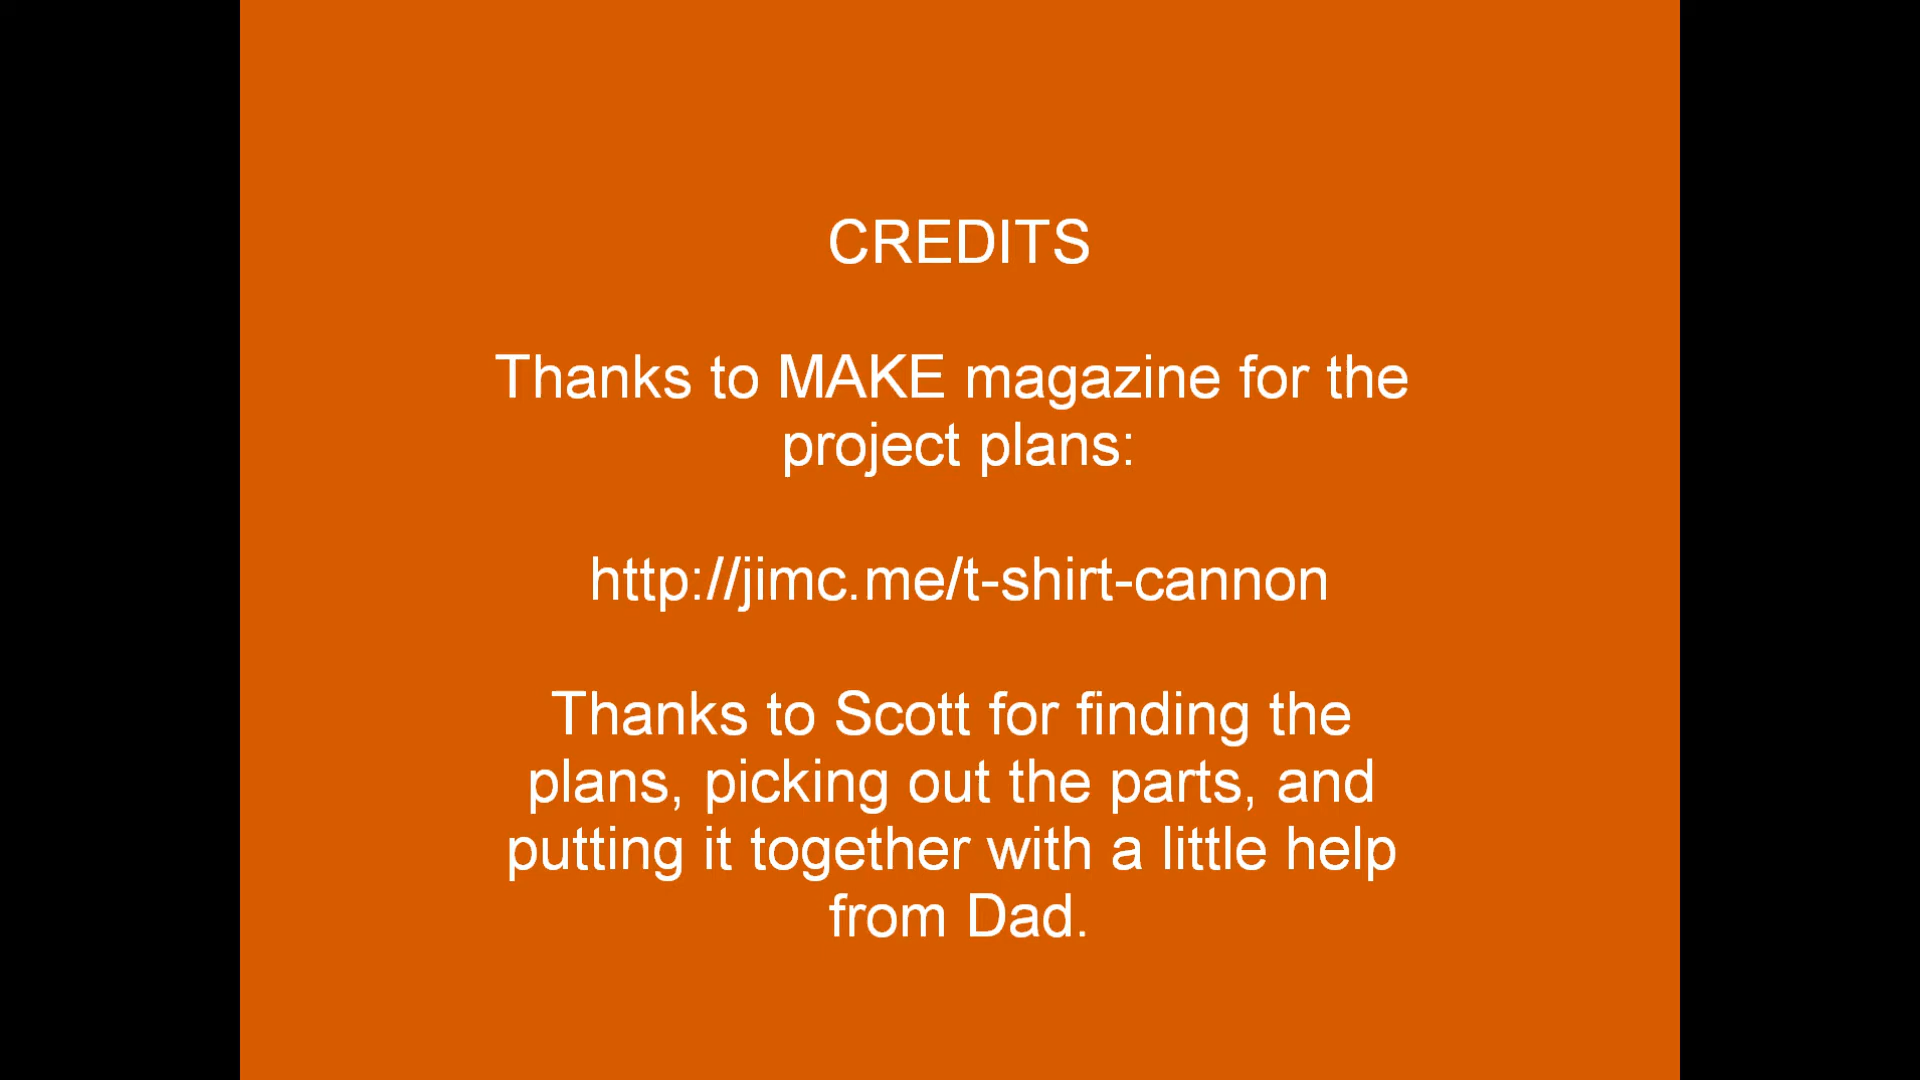 CREDITS
Thanks to MAKE magazine for the
project plans:
http://jimc.me/t-shirt-cannon
Thanks to Scott for finding the
plans, picking out the parts, and
putting it together with a little help
from Dad.